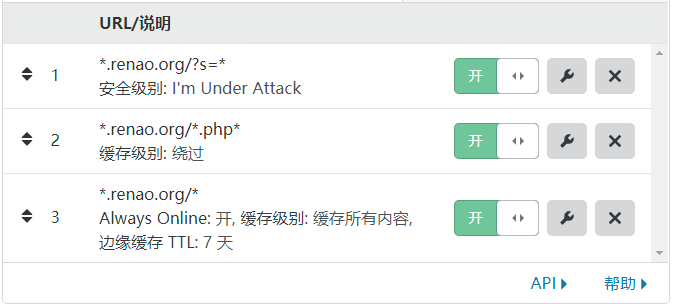 URL/说明
1
*.renao.org/?s=*
安全级别: I'm Under Attack
开
2
*.renao.org/*.php*
缓存级别: 绕过
开
3
*.renao.org/*
Always Online: 开, 缓存级别: 缓存所有内容,
边缘缓存 TTL: 7 天
开
API
帮助